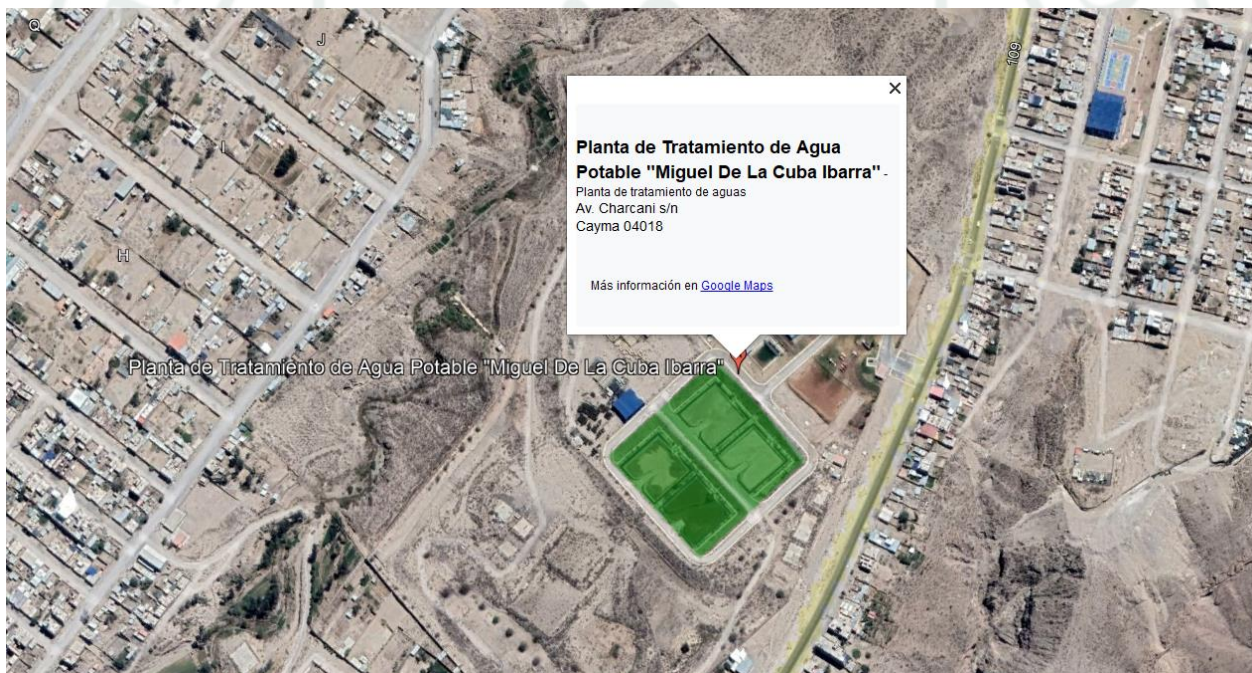 Q
J
109
I
H
×
Planta de Tratamiento de Agua
Potable "Miguel De La Cuba Ibarra" -
Planta de tratamiento de aguas
Av. Charcani s/n
Cayma 04018
Más información en Google Maps
Planta de Tratamiento de Agua Potable "Miguel De La Cuba Ibarra"